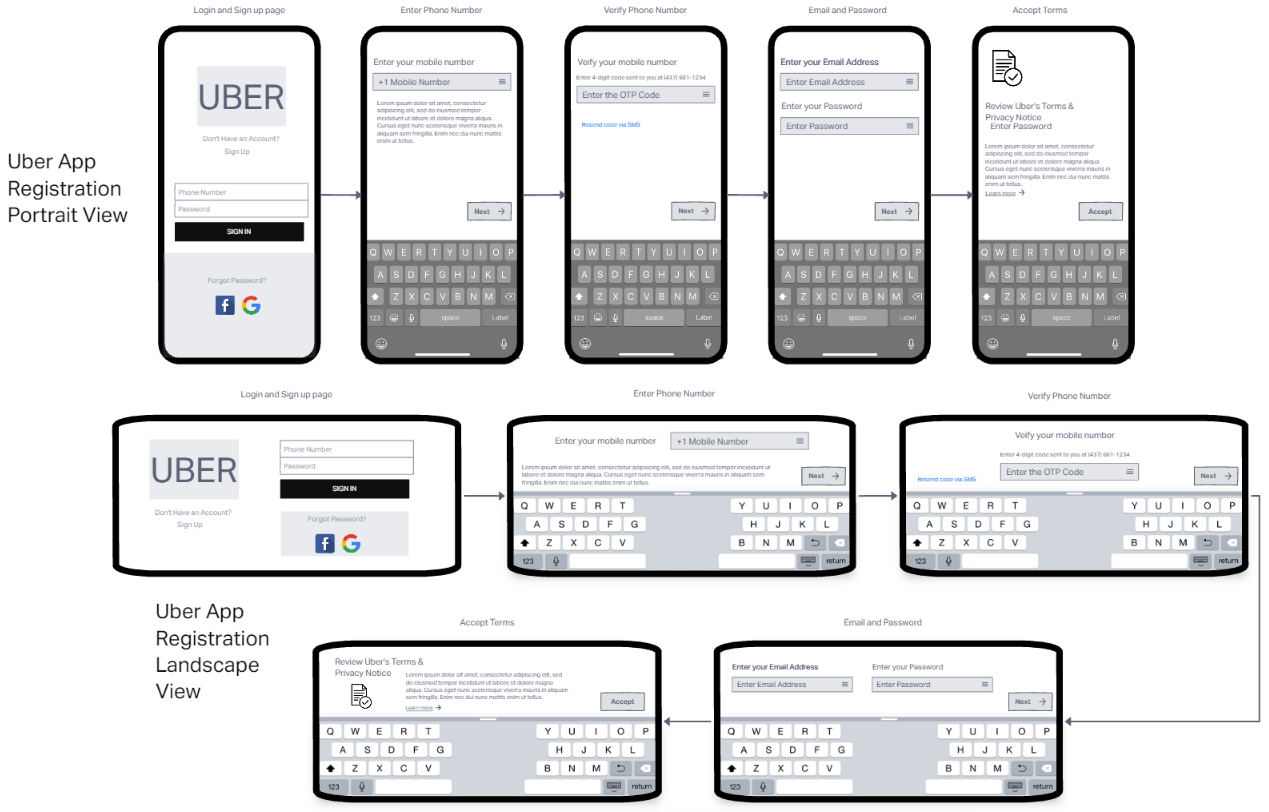 Login and Sign up page
Enter Phone Number
Verify Phone Number
Email and Password
Accept Terms
Uber App
Registration
Portrait View
UBER
Don't Have an Account?
Sign Up
Phone Number
Password
SIGN IN
Forgot Password?
f
G
Enter your mobile number
+1 Mobile Number
Lorem ipsum dolor sit amet, consectetur
adipiscing elit, sed do eiusmod tempor
incididunt ut labore et dolore magna aliqua.
Cursus eget nunc scelerisque viverra mauris in
aliquam sem fringilla. Enim nec dui nunc mattis
enim ut tellus.
Next
Q W E R T Y U I O P
A S D F G H J K L
Z X C V B N M
123 space Label
Veify your mobile number
Enter 4-digit code sent to you at (437) 661-1234
Enter the OTP Code
Resend code via SMS
Next
Q W E R T Y U I O P
A S D F G H J K L
Z X C V B N M
123 space Label
Enter your Email Address
Enter Email Address
Enter your Password
Enter Password
Next
Q W E R T Y U I O P
A S D F G H J K L
Z X C V B N M
123 space Label
Review Uber's Terms &
Privacy Notice
Enter Password
Lorem ipsum dolor sit amet, consectetur
adipiscing elit, sed do eiusmod tempor
incididunt ut labore et dolore magna aliqua.
Cursus eget nunc scelerisque viverra mauris in
aliquam sem fringilla. Enim nec dui nunc mattis
enim ut tellus.
Learn more
Accept
Q W E R T Y U I O P
A S D F G H J K L
Z X C V B N M
123 space Label
Login and Sign up page
Enter Phone Number
Verify Phone Number
UBER
Don't Have an Account?
Sign Up
Phone Number
Password
SIGN IN
Forgot Password?
f
G
Enter your mobile number
+1 Mobile Number
Lorem ipsum dolor sit amet, consectetur adipiscing elit, sed do eiusmod tempor incididunt ut
labore et dolore magna aliqua. Cursus eget nunc scelerisque viverra mauris in aliquam sem
fringilla. Enim nec dui nunc mattis enim ut tellus.
Next
Q W E R T Y U I O P
A S D F G H J K L
Z X C V B N M
123 return
Veify your mobile number
Enter 4-digit code sent to you at (437) 661-1234
Enter the OTP Code
Resend code via SMS
Next
Q W E R T Y U I O P
A S D F G H J K L
Z X C V B N M
123 return
Uber App
Registration
Landscape
View
Accept Terms
Email and Password
Review Uber's Terms &
Privacy Notice
Lorem ipsum dolor sit amet, consectetur adipiscing elit, sed
do eiusmod tempor incididunt ut labore et dolore magna
aliqua. Cursus eget nunc scelerisque viverra mauris in aliquam
sem fringilla. Enim nec dui nunc mattis enim ut tellus.
Learn more
Accept
Q W E R T Y U I O P
A S D F G H J K L
Z X C V B N M
123 return
Enter your Email Address
Enter Email Address
Enter your Password
Enter Password
Next
Q W E R T Y U I O P
A S D F G H J K L
Z X C V B N M
123 return